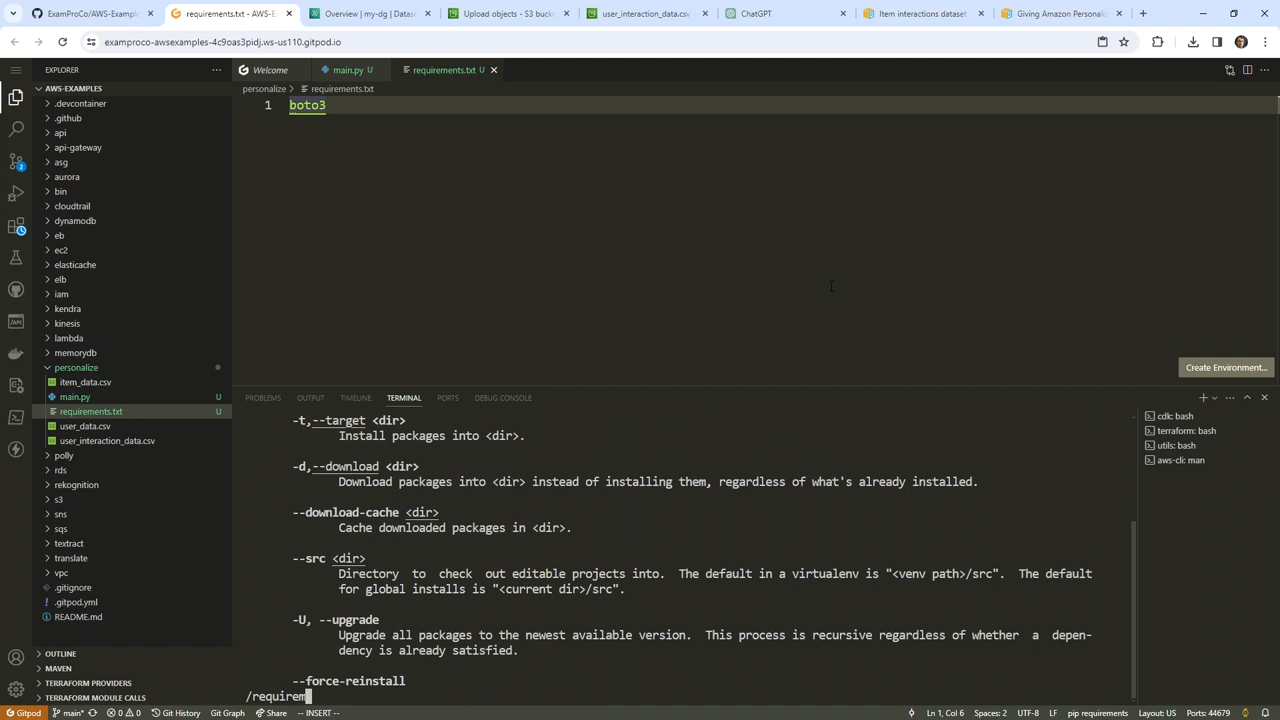 ExamProCo/AWS-Examples
requirements.txt - AWS-E
Overview | my-dg | Datase
Upload objects - S3 buck
user_interaction_data.csv
ChatGPT
Item interactions dataset
Giving Amazon Personali
examproco-awsexamples-4c9oas3pidj.ws-us110.gitpod.io
EXPLORER
Welcome
main.py U
requirements.txt U
AWS-EXAMPLES
personalize > requirements.txt
1 boto3
.devcontainer
.github
api
api-gateway
asg
aurora
bin
cloudtrail
dynamodb
eb
ec2
elasticache
elb
iam
kendra
kinesis
lambda
memorydb
personalize
item_data.csv
main.py U
requirements.txt U
user_data.csv
user_interaction_data.csv
polly
rds
rekognition
s3
sns
sqs
textract
translate
vpc
.gitignore
.gitpod.yml
README.md
OUTLINE
MAVEN
TERRAFORM PROVIDERS
TERRAFORM MODULE CALLS
2
Create Environment...
PROBLEMS OUTPUT TIMELINE TERMINAL PORTS DEBUG CONSOLE
-t,--target <dir>
Install packages into <dir>.
-d,--download <dir>
Download packages into <dir> instead of installing them, regardless of what's already installed.
--download-cache <dir>
Cache downloaded packages in <dir>.
--src <dir>
Directory to check out editable projects into. The default in a virtualenv is "<venv path>/src". The default
for global installs is "<current dir>/src".
-U, --upgrade
Upgrade all packages to the newest available version. This process is recursive regardless of whether a depen-
dency is already satisfied.
--force-reinstall
/requirem
cdk: bash
terraform: bash
utils: bash
aws-cli: man
Gitpod main* 0 0 Git History Git Graph Share -- INSERT -- Ln 1, Col 6 Spaces: 2 UTF-8 LF pip requirements Layout: US Ports: 44679